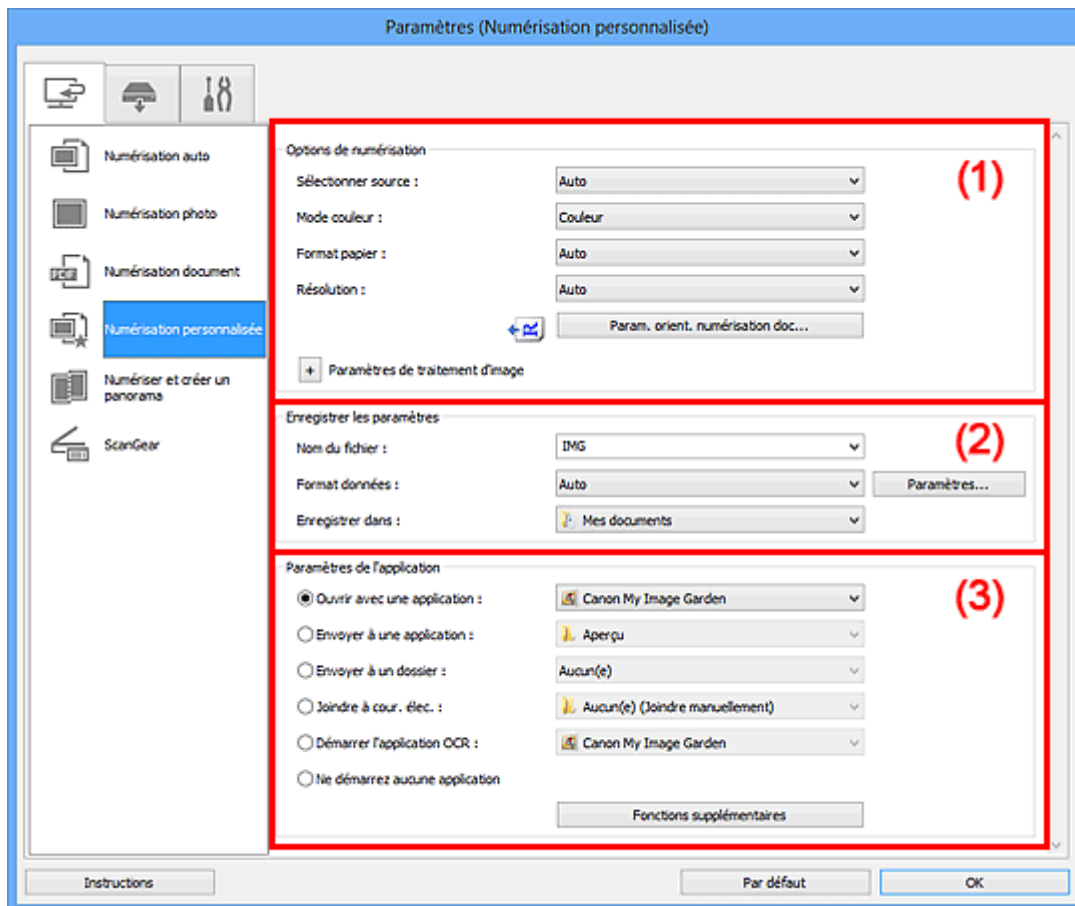 Paramètres (Numérisation personnalisée)
Numérisation auto
Numérisation photo
PDF
Numérisation document
Numérisation personnalisée
Numériser et créer un
panorama
ScanGear
(1)
Options de numérisation
Sélectionner source : Auto
Mode couleur : Couleur
Format papier : Auto
Résolution : Auto
R Param. orient. numérisation doc...
+ Paramètres de traitement d'image
(2)
Enregistrer les paramètres
Nom du fichier : IMG
Format données : Auto Paramètres...
Enregistrer dans : Mes documents
(3)
Paramètres de l'application
Ouvrir avec une application : Canon My Image Garden
Envoyer à une application : Aperçu
Envoyer à un dossier : Aucun(e)
Joindre à cour. élec. : Aucun(e) (Joindre manuellement)
Démarrer l'application OCR : Canon My Image Garden
Ne démarrez aucune application
Fonctions supplémentaires
Instructions Par défaut OK